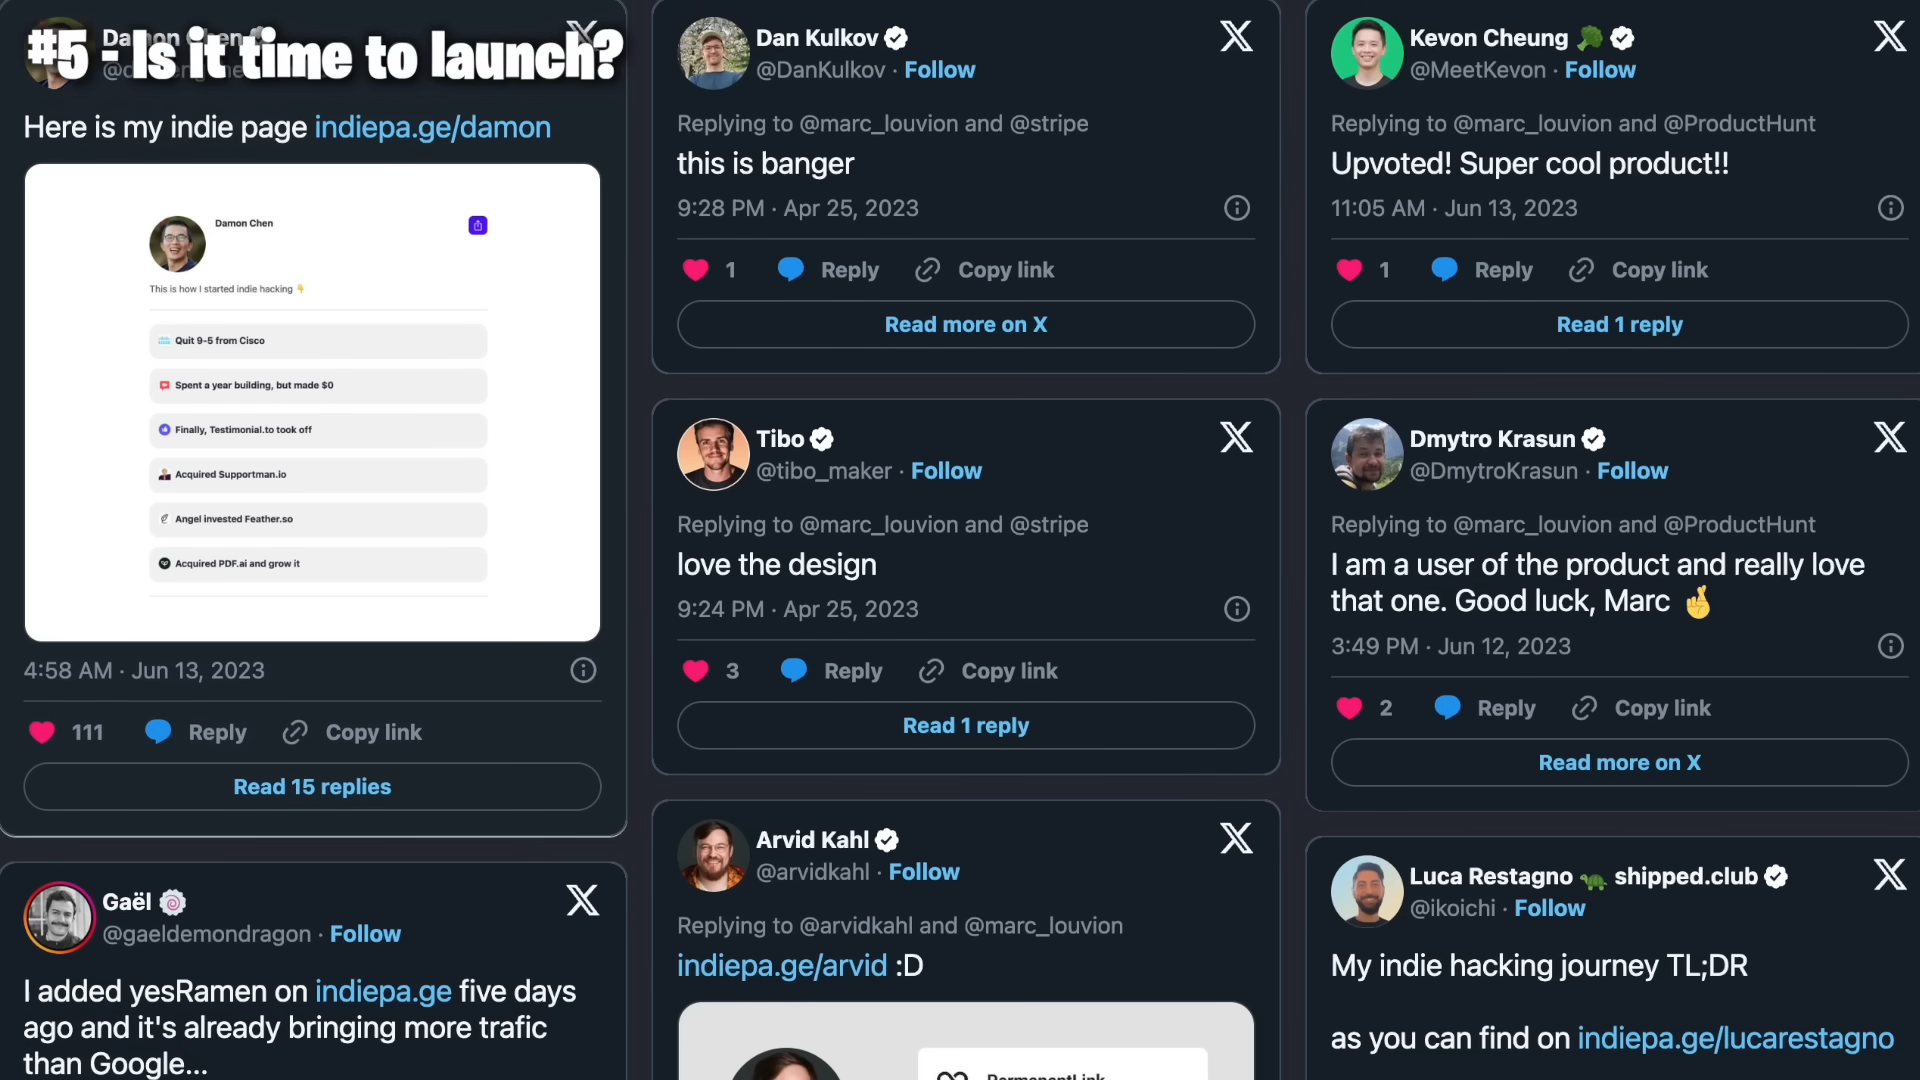 #5 - Is it time to launch?
Here is my indie page indiepa.ge/damon
Damon Chen
This is how I started indie hacking 👇
Quit 9-5 from Cisco
Spent a year building, but made $0
Finally, Testimonial.to took off
Acquired Supportman.io
Angel invested Feather.so
Acquired PDF.ai and grow it
4:58 AM · Jun 13, 2023
111 Reply Copy link
Read 15 replies
Gaël
@gaeldemondragon · Follow
I added yesRamen on indiepa.ge five days
ago and it's already bringing more trafic
than Google...
Dan Kulkov
@DanKulkov · Follow
Replying to @marc_louvion and @stripe
this is banger
9:28 PM · Apr 25, 2023
1 Reply Copy link
Read more on X
Tibo
@tibo_maker · Follow
Replying to @marc_louvion and @stripe
love the design
9:24 PM · Apr 25, 2023
3 Reply Copy link
Read 1 reply
Arvid Kahl
@arvidkahl · Follow
Replying to @arvidkahl and @marc_louvion
indiepa.ge/arvid :D
PermanentLink
Kevon Cheung 🥦
@MeetKevon · Follow
Replying to @marc_louvion and @ProductHunt
Upvoted! Super cool product!!
11:05 AM · Jun 13, 2023
1 Reply Copy link
Read 1 reply
Dmytro Krasun
@DmytroKrasun · Follow
Replying to @marc_louvion and @ProductHunt
I am a user of the product and really love
that one. Good luck, Marc 🤞
3:49 PM · Jun 12, 2023
2 Reply Copy link
Read more on X
Luca Restagno 🐢 shipped.club
@ikoichi · Follow
My indie hacking journey TL;DR
as you can find on indiepa.ge/lucarestagno